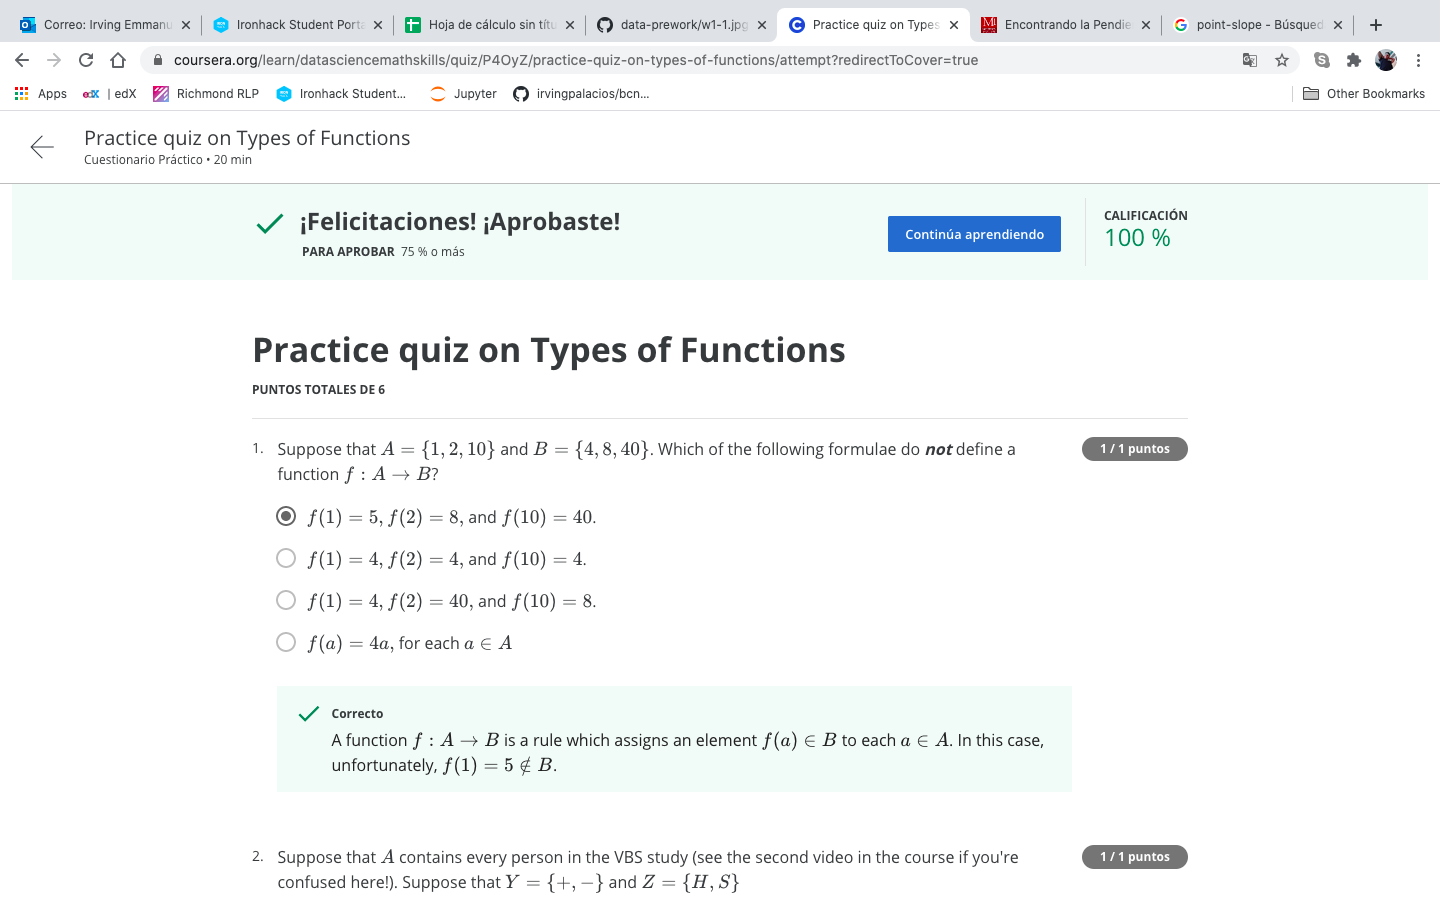 Correo: Irving Emmanu
Ironhack Student Porta
Hoja de cálculo sin títu
data-prework/w1-1.jpg
Practice quiz on Types
Encontrando la Pendie
point-slope - Búsqued
coursera.org/learn/datasciencemathskills/quiz/P4OyZ/practice-quiz-on-types-of-functions/attempt?redirectToCover=true
Apps
edX | edX
Richmond RLP
Ironhack Student...
Jupyter
irvingpalacios/bcn...
Other Bookmarks
Practice quiz on Types of Functions
Cuestionario Práctico • 20 min
¡Felicitaciones! ¡Aprobaste!
PARA APROBAR 75 % o más
Continúa aprendiendo
CALIFICACIÓN
100 %
Practice quiz on Types of Functions
PUNTOS TOTALES DE 6
1. Suppose that A = {1, 2, 10} and B = {4, 8, 40}. Which of the following formulae do not define a
function f : A → B?
1 / 1 puntos
f(1) = 5, f(2) = 8, and f(10) = 40.
f(1) = 4, f(2) = 4, and f(10) = 4.
f(1) = 4, f(2) = 40, and f(10) = 8.
f(a) = 4a, for each a ∈ A
Correcto
A function f : A → B is a rule which assigns an element f(a) ∈ B to each a ∈ A. In this case,
unfortunately, f(1) = 5 ∉ B.
2. Suppose that A contains every person in the VBS study (see the second video in the course if you're
confused here!). Suppose that Y = {+, −} and Z = {H, S}
1 / 1 puntos